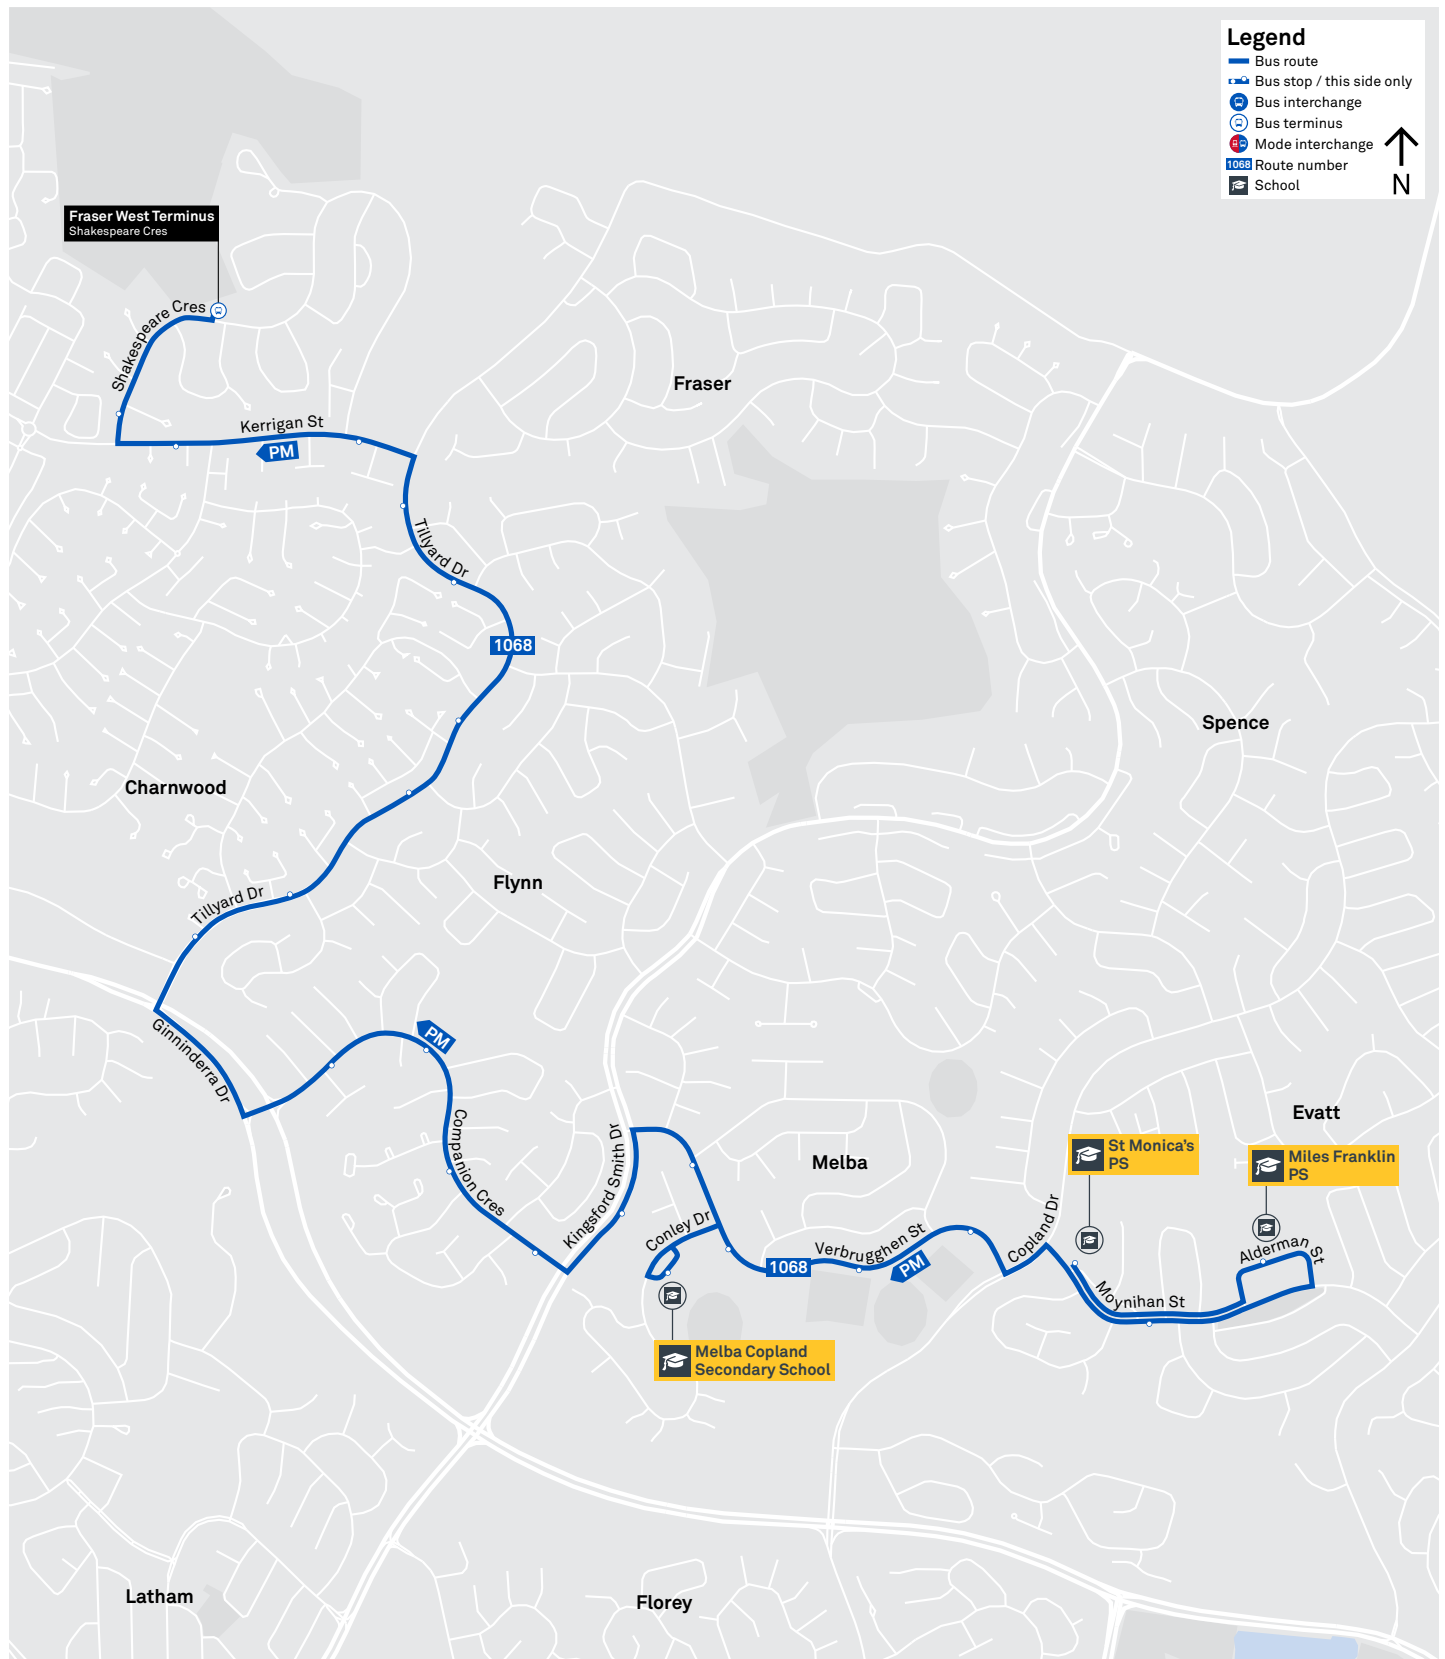 Legend
Bus route
Bus stop / this side only
Bus interchange
Bus terminus
Mode interchange
1068 Route number
School
N
Fraser West Terminus
Shakespeare Cres
Shakespeare Cres
Fraser
Kerrigan St
PM
Tillyard Dr
1068
Spence
Charnwood
Flynn
Tillyard Dr
Ginninderra Dr
PM
Companion Cres
Kingsford Smith Dr
Evatt
St Monica's
PS
Miles Franklin
PS
Melba
Conley Dr
Verbrugghen St
1068
PM
Copland Dr
Alderman St
Moynihan St
Melba Copland
Secondary School
Latham
Florey